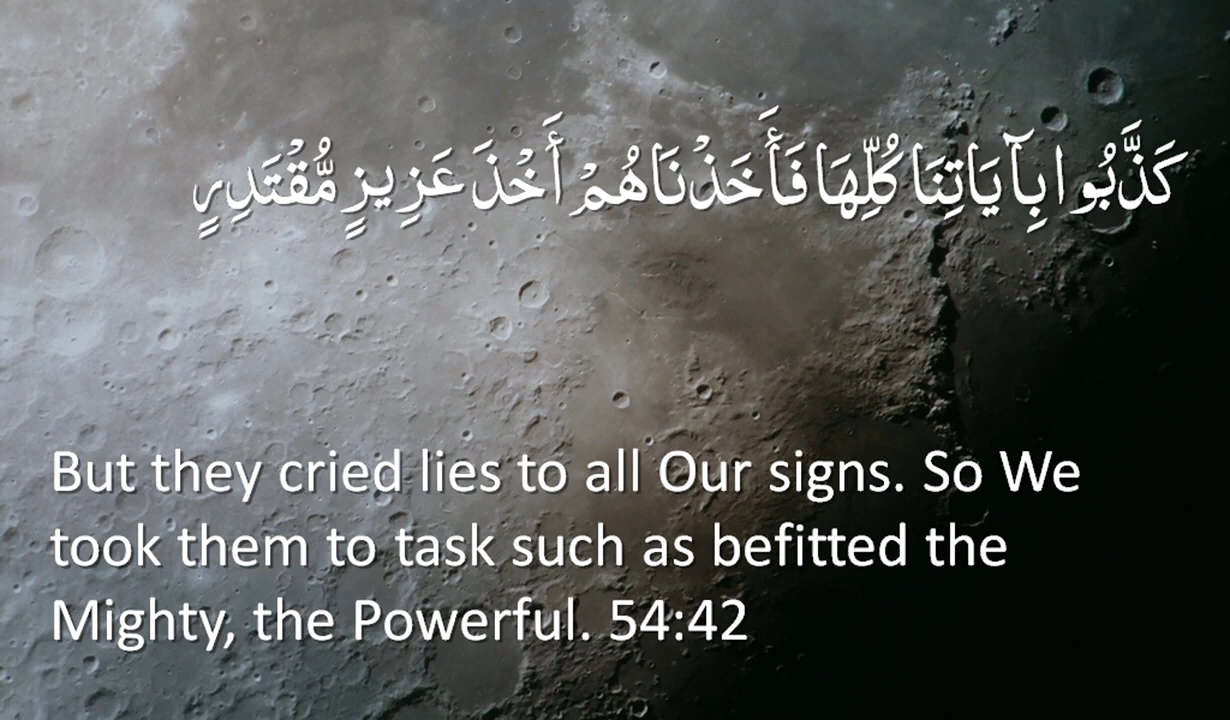 كَذَّبُوا بِآيَاتِنَا كُلِّهَا فَأَخَذْنَاهُمْ أَخْذَ عَزِيزٍ مُّقْتَدِرٍ
But they cried lies to all Our signs. So We
took them to task such as befitted the
Mighty, the Powerful. 54:42